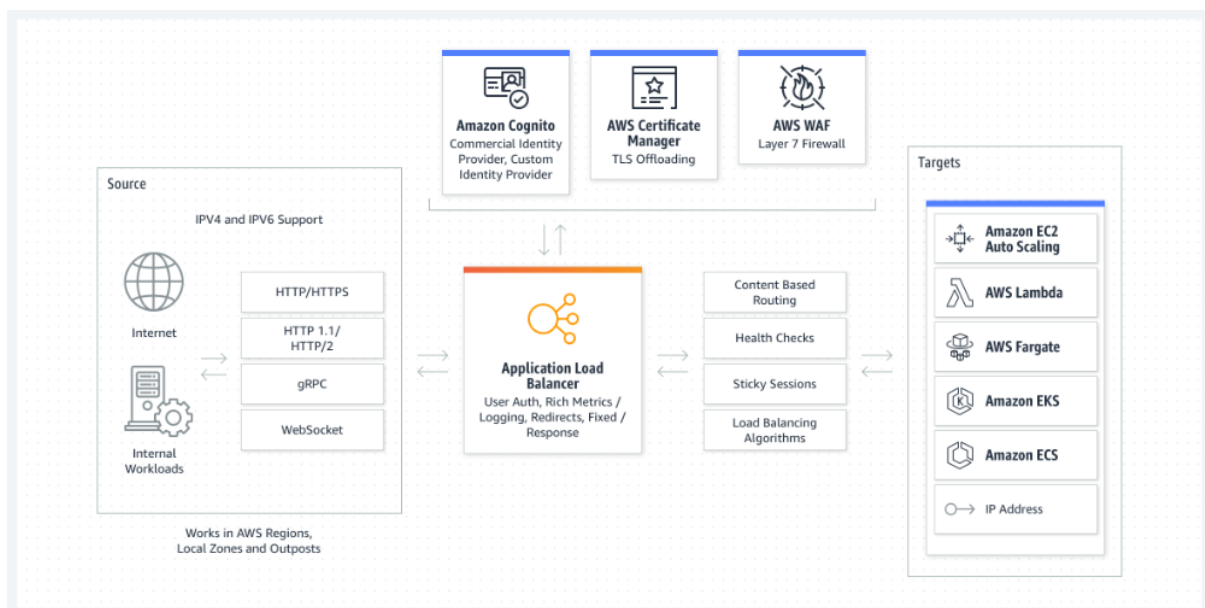 Amazon Cognito
Commercial Identity
Provider, Custom
Identity Provider
AWS Certificate
Manager
TLS Offloading
AWS WAF
Layer 7 Firewall
Source
IPV4 and IPV6 Support
Internet
Internal
Workloads
HTTP/HTTPS
HTTP 1.1/
HTTP/2
gRPC
WebSocket
Works in AWS Regions,
Local Zones and Outposts
Application Load
Balancer
User Auth, Rich Metrics /
Logging, Redirects, Fixed /
Response
Content Based
Routing
Health Checks
Sticky Sessions
Load Balancing
Algorithms
Targets
Amazon EC2
Auto Scaling
AWS Lambda
AWS Fargate
Amazon EKS
Amazon ECS
IP Address